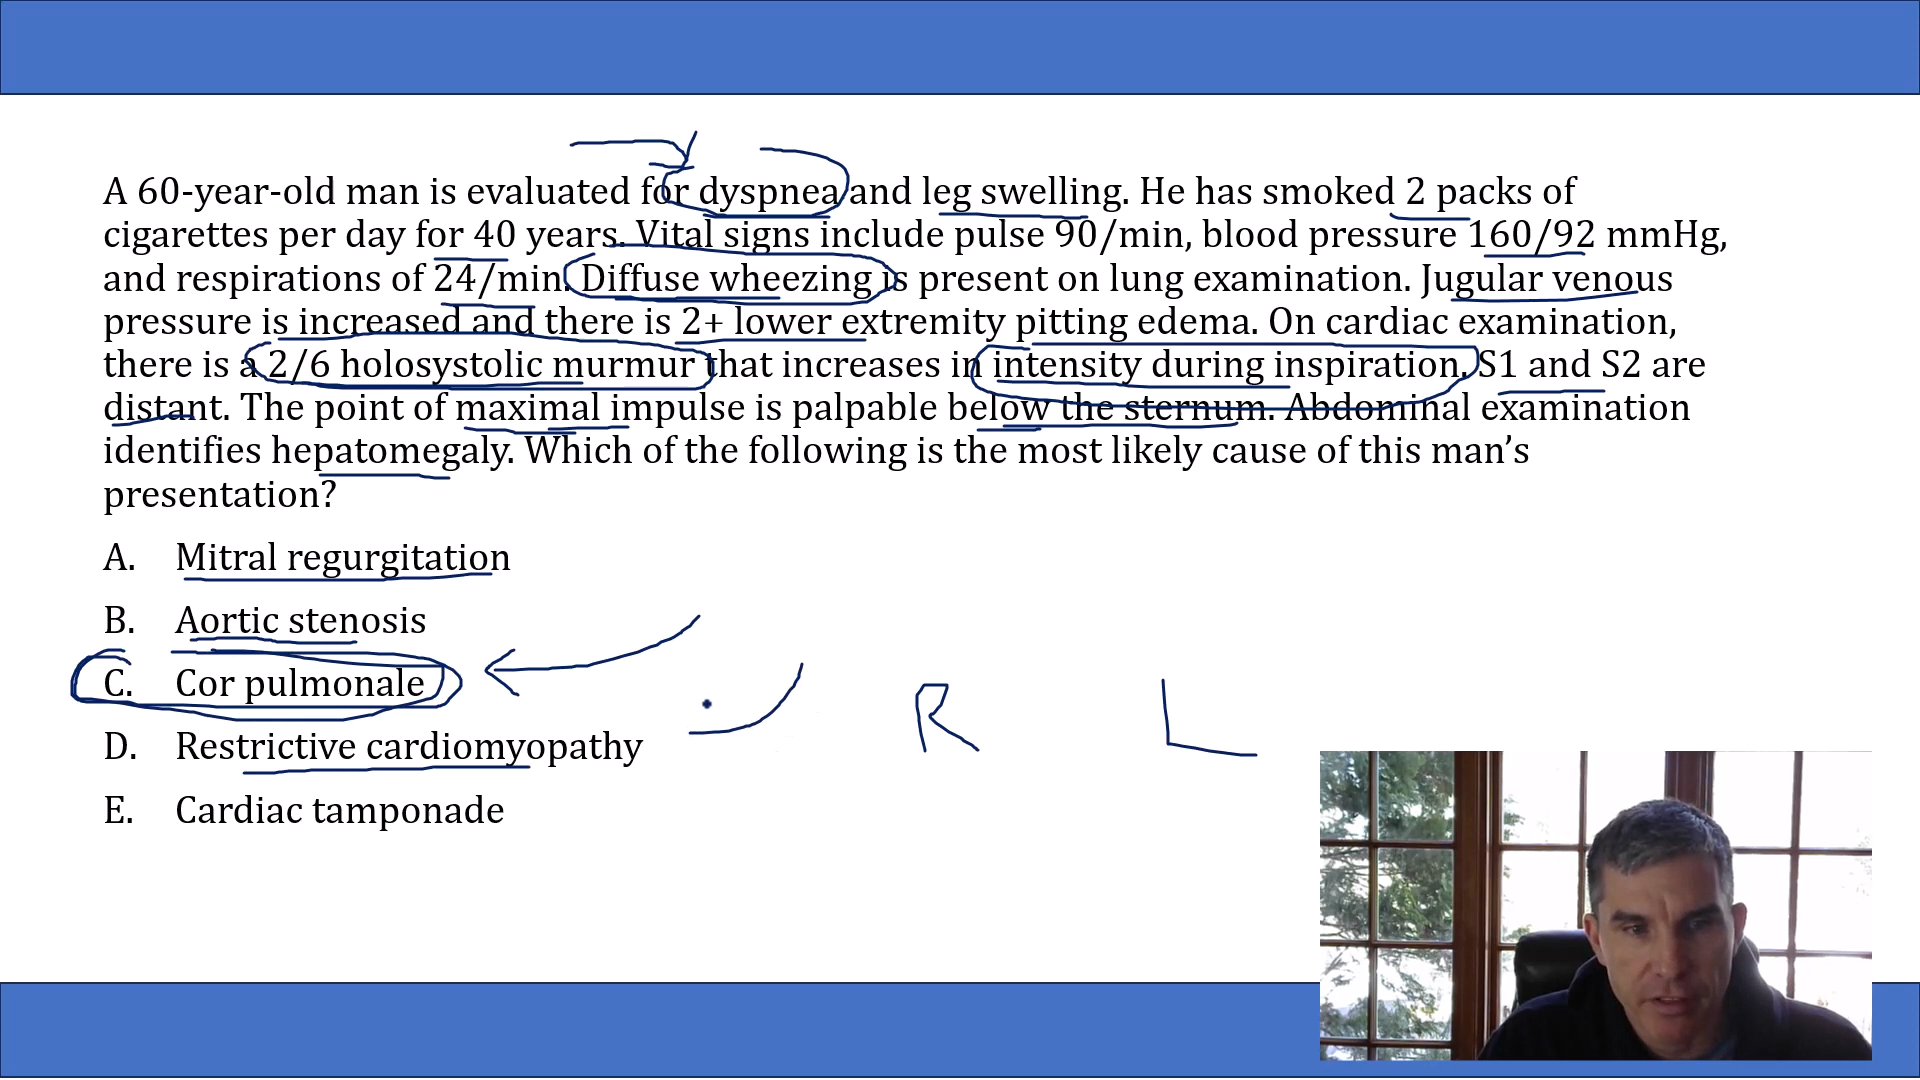 A 60-year-old man is evaluated for dyspnea and leg swelling. He has smoked 2 packs of
cigarettes per day for 40 years. Vital signs include pulse 90/min, blood pressure 160/92 mmHg,
and respirations of 24/min. Diffuse wheezing is present on lung examination. Jugular venous
pressure is increased and there is 2+ lower extremity pitting edema. On cardiac examination,
there is a 2/6 holosystolic murmur that increases in intensity during inspiration. S1 and S2 are
distant. The point of maximal impulse is palpable below the sternum. Abdominal examination
identifies hepatomegaly. Which of the following is the most likely cause of this man’s
presentation?
A. Mitral regurgitation
B. Aortic stenosis
C. Cor pulmonale
D. Restrictive cardiomyopathy
E. Cardiac tamponade
R L